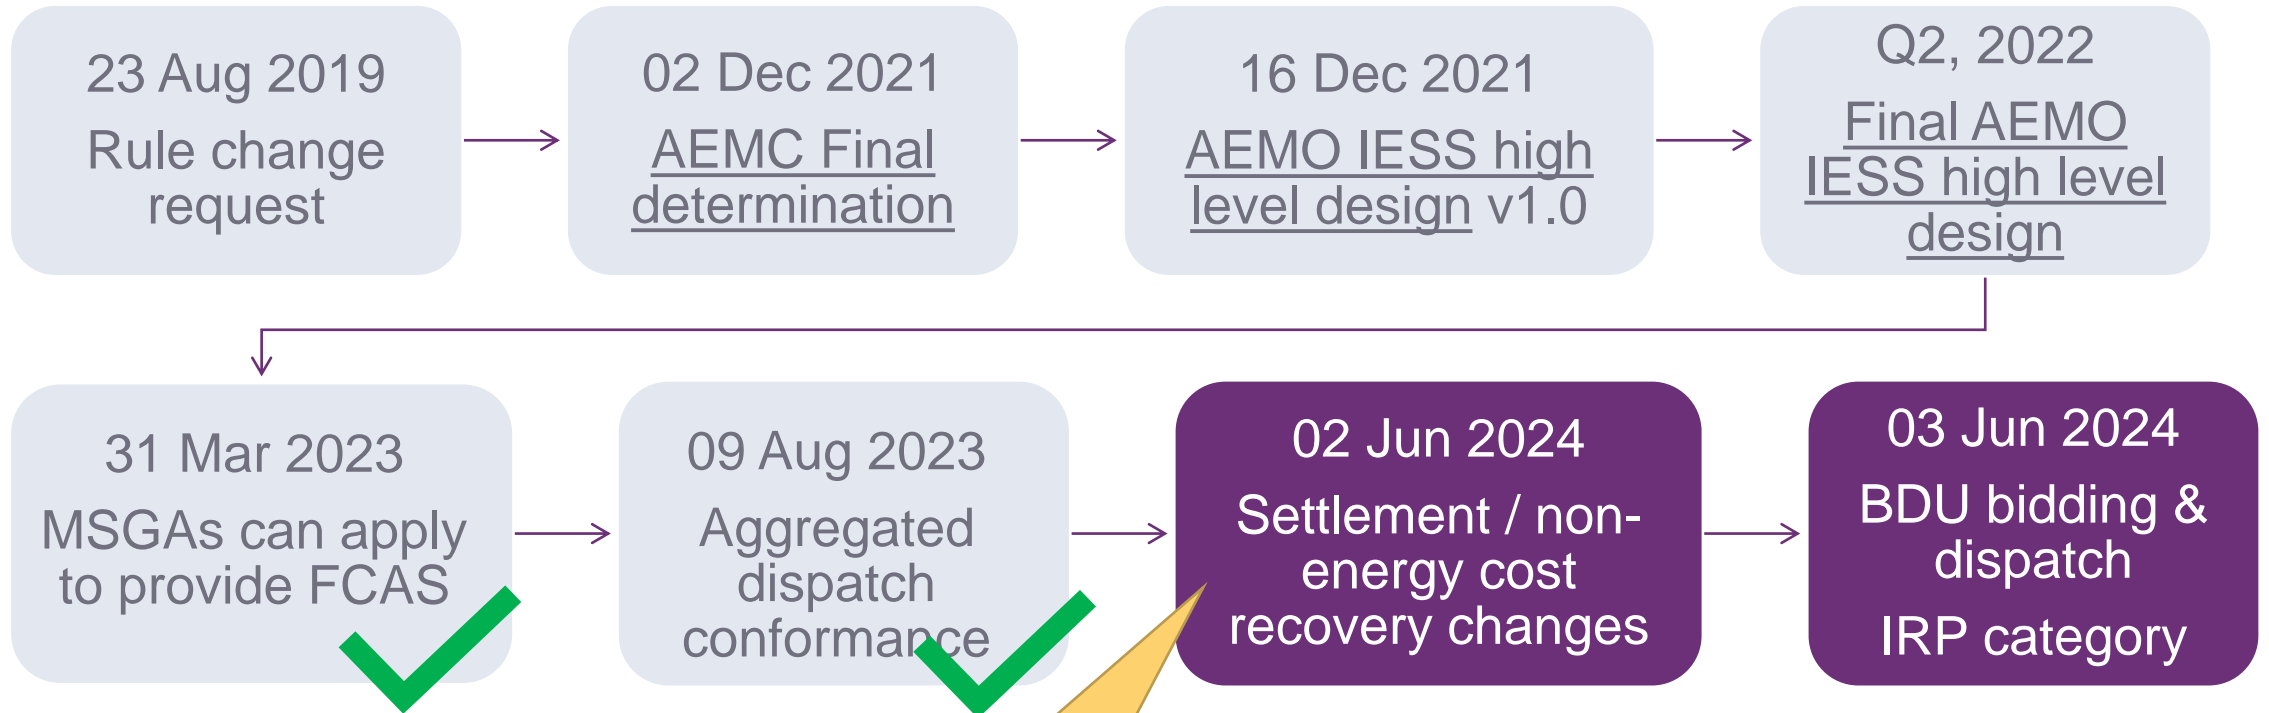 23 Aug 2019
Rule change
request
02 Dec 2021
AEMC Final
determination
16 Dec 2021
AEMO IESS high
level design v1.0
Q2, 2022
Final AEMO
IESS high level
design
31 Mar 2023
MSGAs can apply
to provide FCAS
09 Aug 2023
Aggregated
dispatch
conformance
02 Jun 2024
Settlement / non-
energy cost
recovery changes
03 Jun 2024
BDU bidding &
dispatch
IRP category